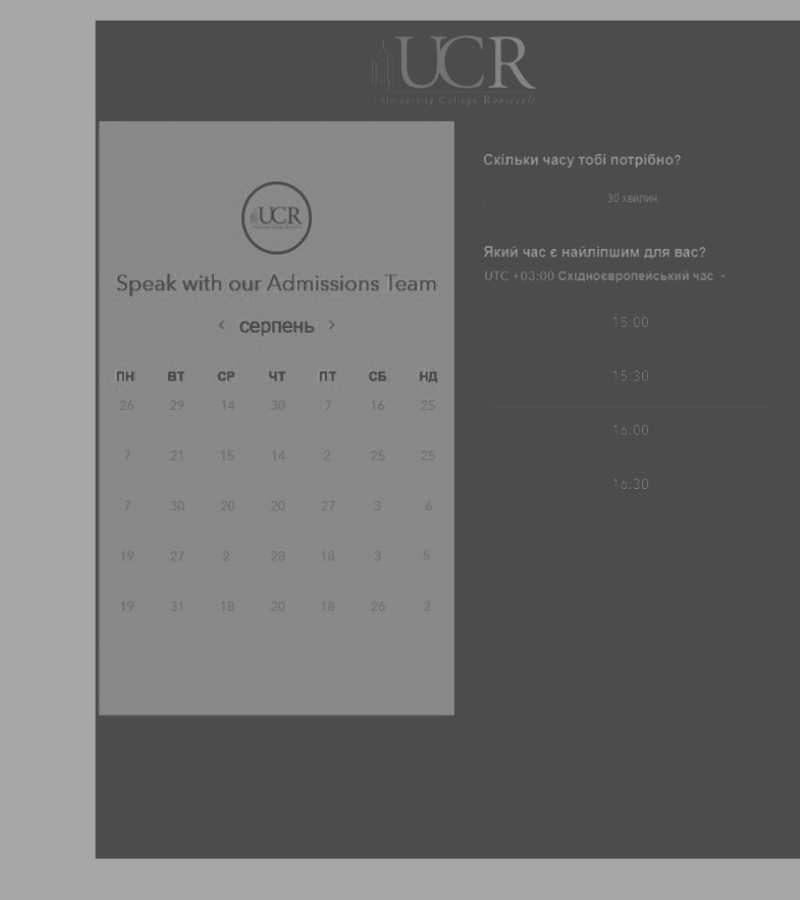 UCR
University College Roosevelt
UCR
Speak with our Admissions Team
‹ серпень ›
ПН ВТ СР ЧТ ПТ СБ НД
26 29 14 30 7 16 25
7 21 15 14 2 25 25
7 30 20 20 27 3 6
19 27 2 28 18 3 5
19 31 18 20 18 26 2
Скільки часу тобі потрібно?
30 хвилин
Який час є найліпшим для вас?
UTC +03:00 Східноєвропейський час
15:00
15:30
16:00
16:30